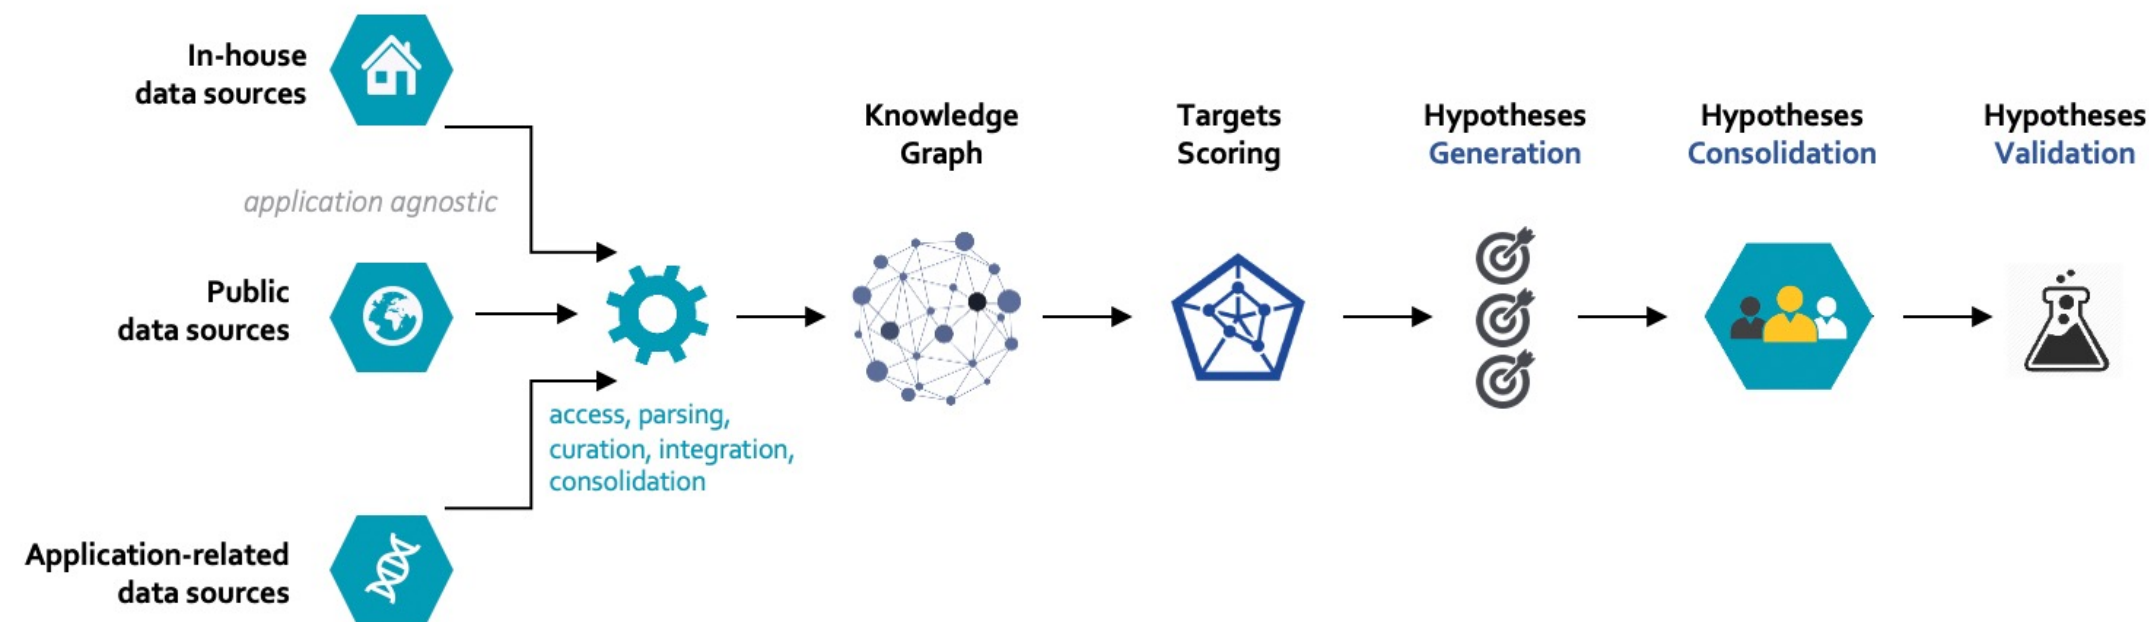 In-house
data sources
application agnostic
Public
data sources
Application-related
data sources
access, parsing,
curation, integration,
consolidation
Knowledge
Graph
Targets
Scoring
Hypotheses
Generation
Hypotheses
Consolidation
Hypotheses
Validation